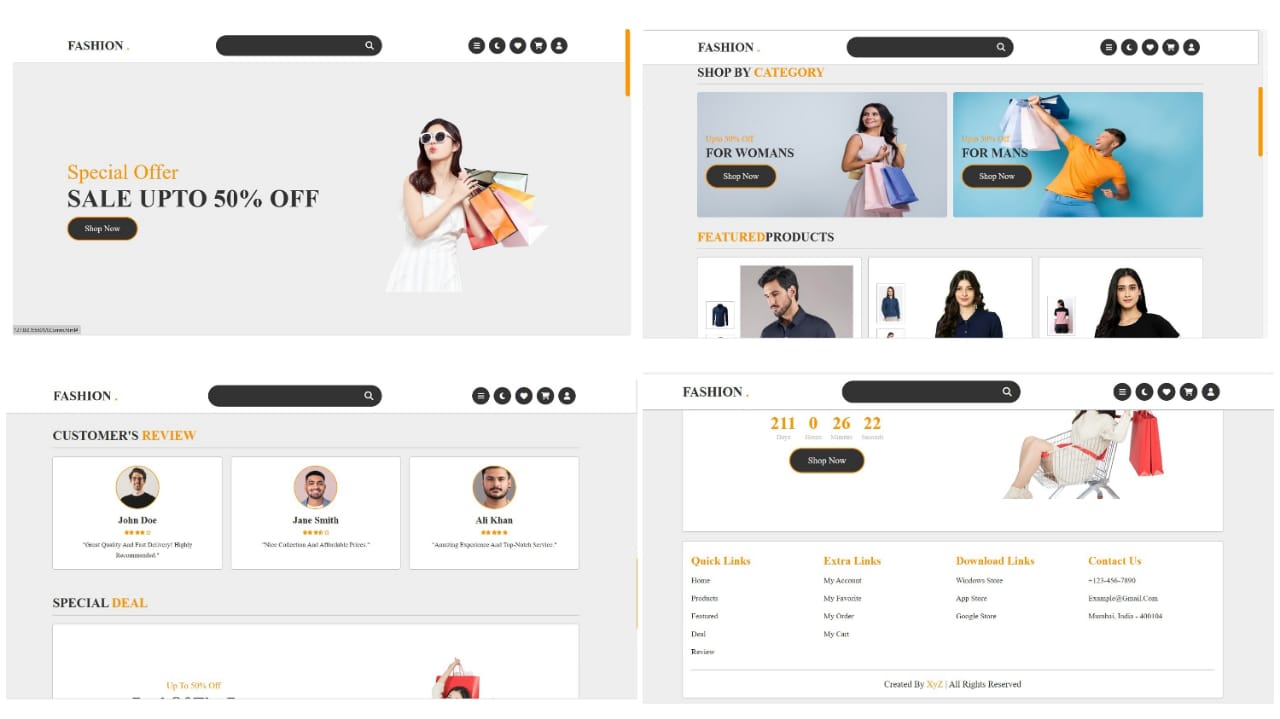 FASHION .
Special Offer
SALE UPTO 50% OFF
Shop Now
FASHION .
SHOP BY CATEGORY
Upto 50% Off
FOR WOMANS
Shop Now
Upto 50% Off
FOR MANS
Shop Now
FEATUREDPRODUCTS
FASHION .
CUSTOMER'S REVIEW
John Doe
"Great Quality And Fast Delivery! Highly
Recommended."
Jane Smith
"Nice Collection And Affordable Prices."
Ali Khan
"Amazing Experience And Top-Notch Service."
SPECIAL DEAL
Up To 50% Off
FASHION .
211 0 26 22
Days Hours Minutes Seconds
Shop Now
Quick Links
Home
Products
Featured
Deal
Review
Extra Links
My Account
My Favorite
My Order
My Cart
Download Links
Windows Store
App Store
Google Store
Contact Us
+123-456-7890
Example@Gmail.Com
Mumbai, India - 400104
Created By XyZ | All Rights Reserved